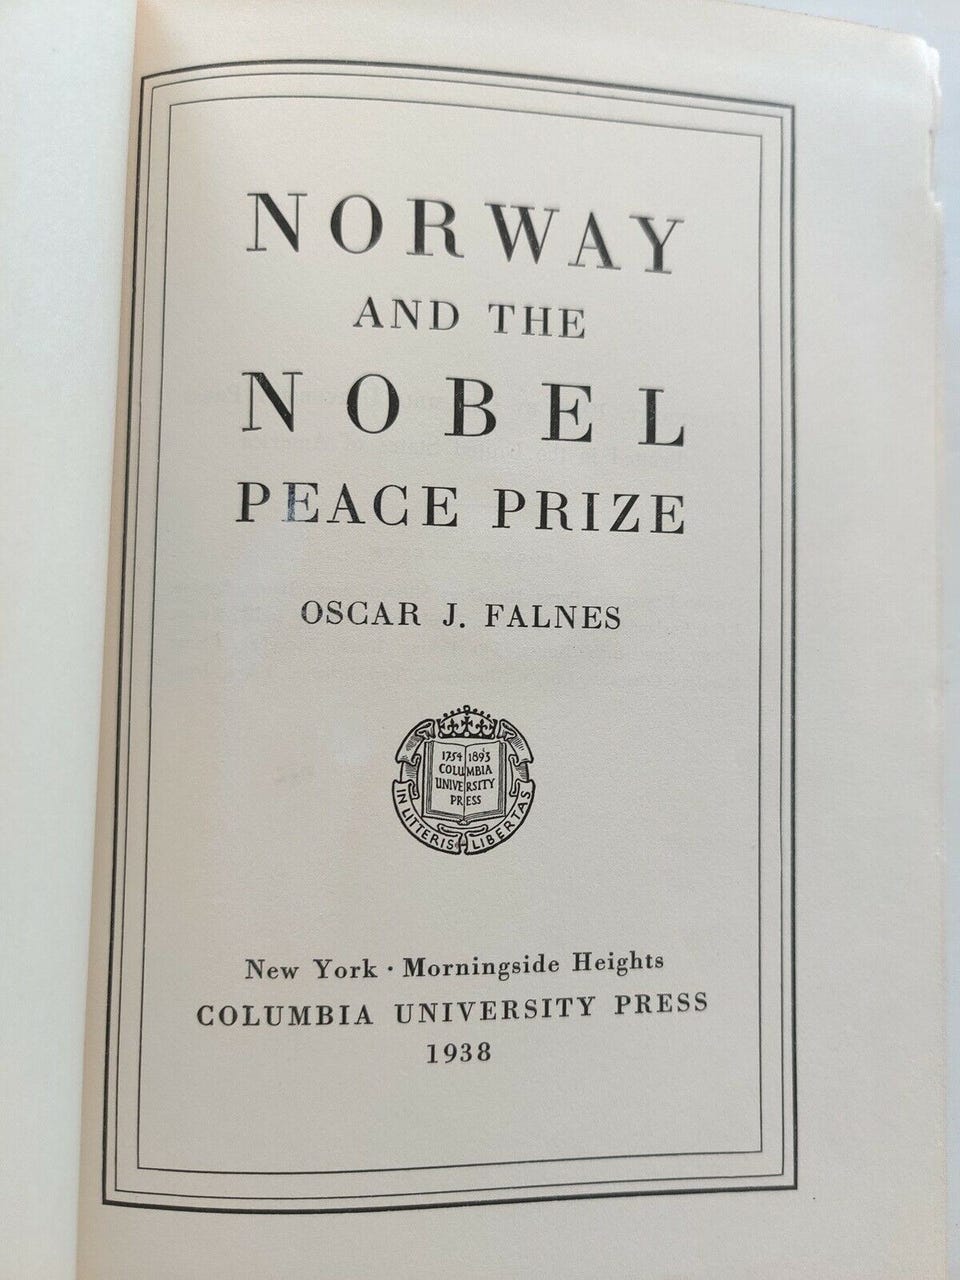 NORWAY
AND THE
NOBEL
PEACE PRIZE
OSCAR J. FALNES
1754 1893
COLUMBIA
UNIVERSITY
PRESS
IN LITTERIS LIBERTAS
New York · Morningside Heights
COLUMBIA UNIVERSITY PRESS
1938